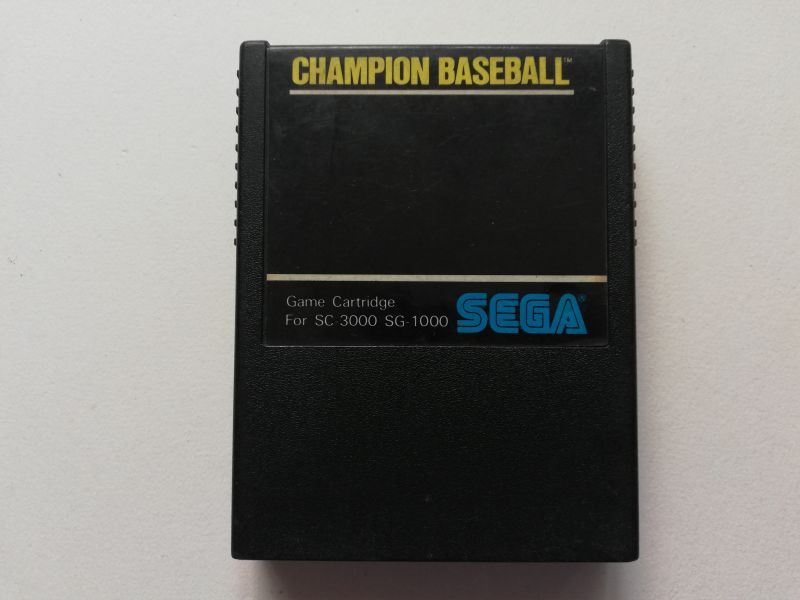 CHAMPION BASEBALL™
Game Cartridge
For SC-3000 SG-1000
SEGA®